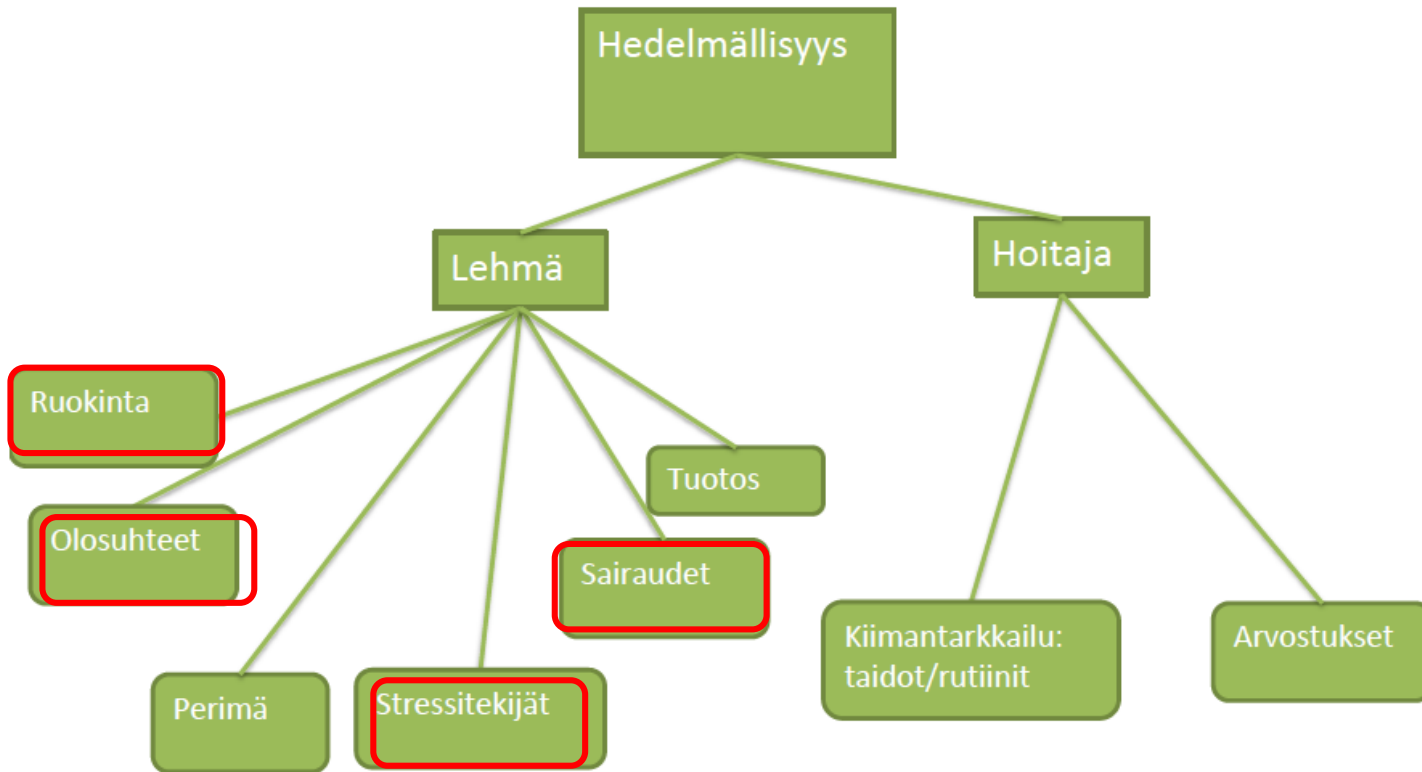 Hedelmällisyys
Lehmä
Hoitaja
Ruokinta
Tuotos
Olosuhteet
Sairaudet
Kiimantarkkailu:
taidot/rutiinit
Arvostukset
Perimä
Stressitekijät